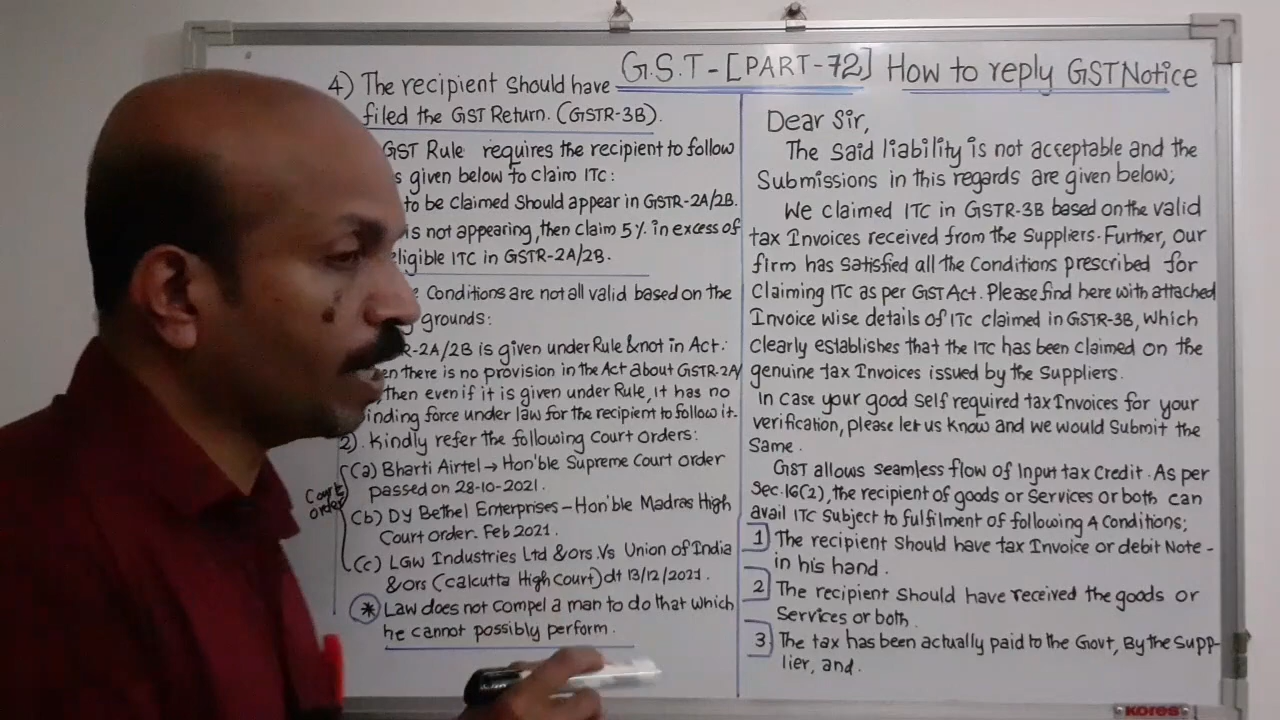 G.S.T - [PART-72] How to reply GST Notice
Dear Sir,
The Said liability is not acceptable and the
Submissions in this regards are given below;
We claimed ITC in GSTR-3B based on the valid
tax Invoices received from the Suppliers. Further, Our
firm has Satisfied all the Conditions prescribed for
Claiming ITC as per GST Act. Please find here with attached
Invoice wise details of ITC claimed in GSTR-3B, which
clearly establishes that the ITC has been claimed on the
genuine tax Invoices issued by the Suppliers.
In case your good Self required tax Invoices for your
verification, please let us know and we would Submit the
Same.
GST allows seamless flow of Input tax Credit. As per
Sec.16(2), the recipient of goods or Services or both can
avail ITC Subject to fulfilment of following 4 Conditions;
1 The recipient Should have tax Invoice or debit Note -
in his hand.
2 The recipient Should have received the goods or
Services or both.
3 The tax has been actually paid to the Govt, By the Supp-
lier, and.
4) The recipient Should have
filed the GST Return. (GSTR-3B).
GST Rule requires the recipient to follow
given below to claim ITC:
to be claimed Should appear in GSTR-2A/2B.
is not appearing, then claim 5% in excess of
eligible ITC in GSTR-2A/2B.
Conditions are not all valid based on the
grounds:
R-2A/2B is given under Rule & not in Act.
en there is no provision in the Act about GSTR-2A/
, Then even if it is given under Rule, It has no
inding force under law for the recipient to follow it.
2). Kindly refer the following Court Orders:
Court order
(a) Bharti Airtel → Hon'ble Supreme Court order
passed on 28-10-2021.
(b) DY Bethel Enterprises - Hon'ble Madras High
Court order. Feb 2021.
(c) LGW Industries Ltd & ors. Vs Union of India
& ors (Calcutta High Court) dt 13/12/2021.
* Law does not compel a man to do that which
he cannot possibly perform.
kores